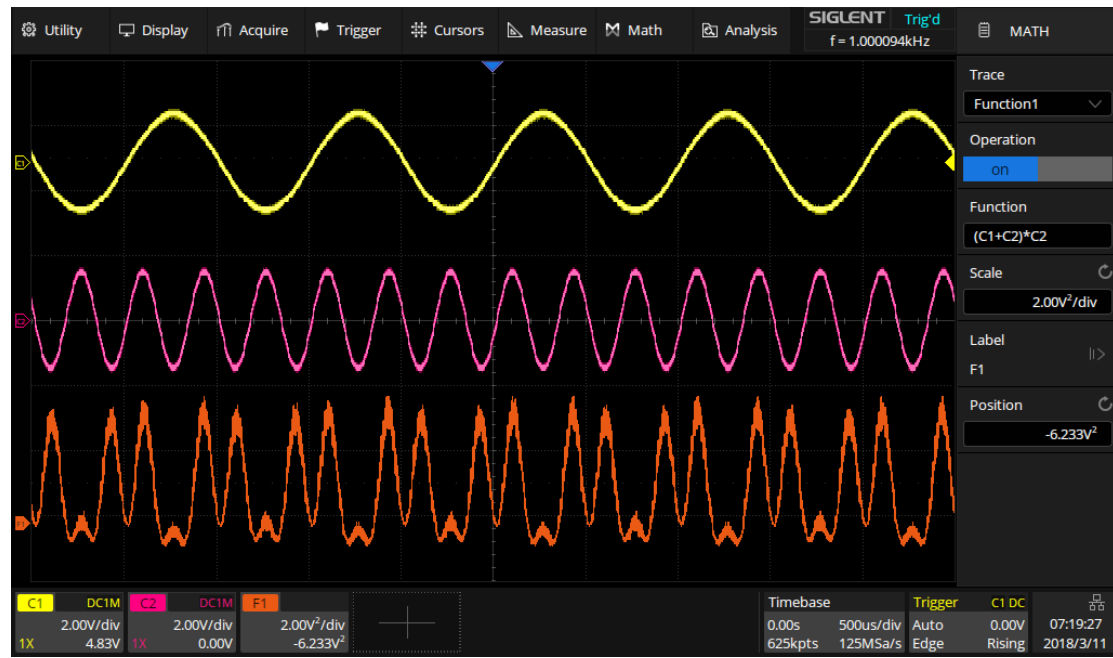 Utility Display Acquire Trigger Cursors Measure Math Analysis SIGLENT Trig'd MATH
f = 1.000094kHz
Trace
Function1
Operation
on
Function
(C1+C2)*C2
Scale
2.00V²/div
Label
F1
Position
-6.233V²
C1
C2
F1
C1 DC1M C2 DC1M F1 Timebase Trigger C1 DC
2.00V/div 2.00V/div 2.00V²/div 0.00s 500us/div Auto 0.00V 07:19:27
1X 4.83V 1X 0.00V -6.233V² 625kpts 125MSa/s Edge Rising 2018/3/11